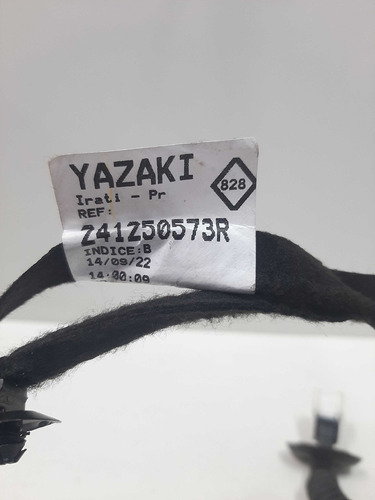 YAZAKI
828
Irati - Pr
REF:
241250573R
INDICE:B
14/09/22
14:00:09